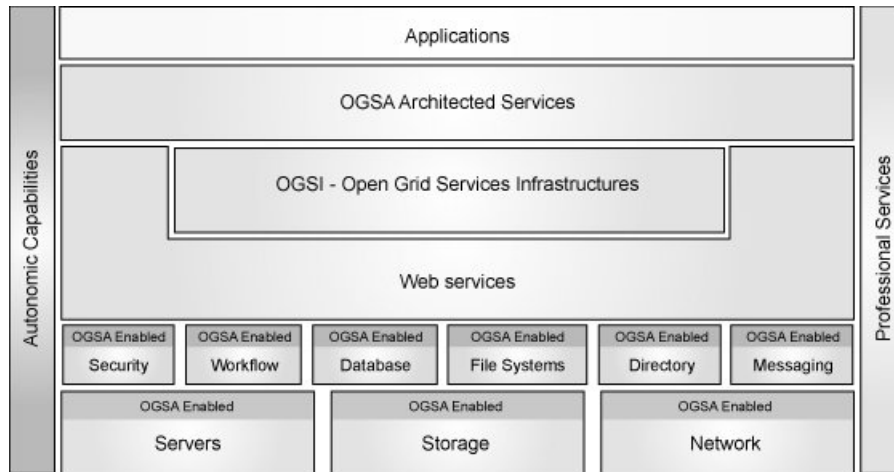 Autonomic Capabilities
Applications
OGSA Architected Services
OGSI - Open Grid Services Infrastructures
Web services
OGSA Enabled
Security
OGSA Enabled
Workflow
OGSA Enabled
Database
OGSA Enabled
File Systems
OGSA Enabled
Directory
OGSA Enabled
Messaging
OGSA Enabled
Servers
OGSA Enabled
Storage
OGSA Enabled
Network
Professional Services